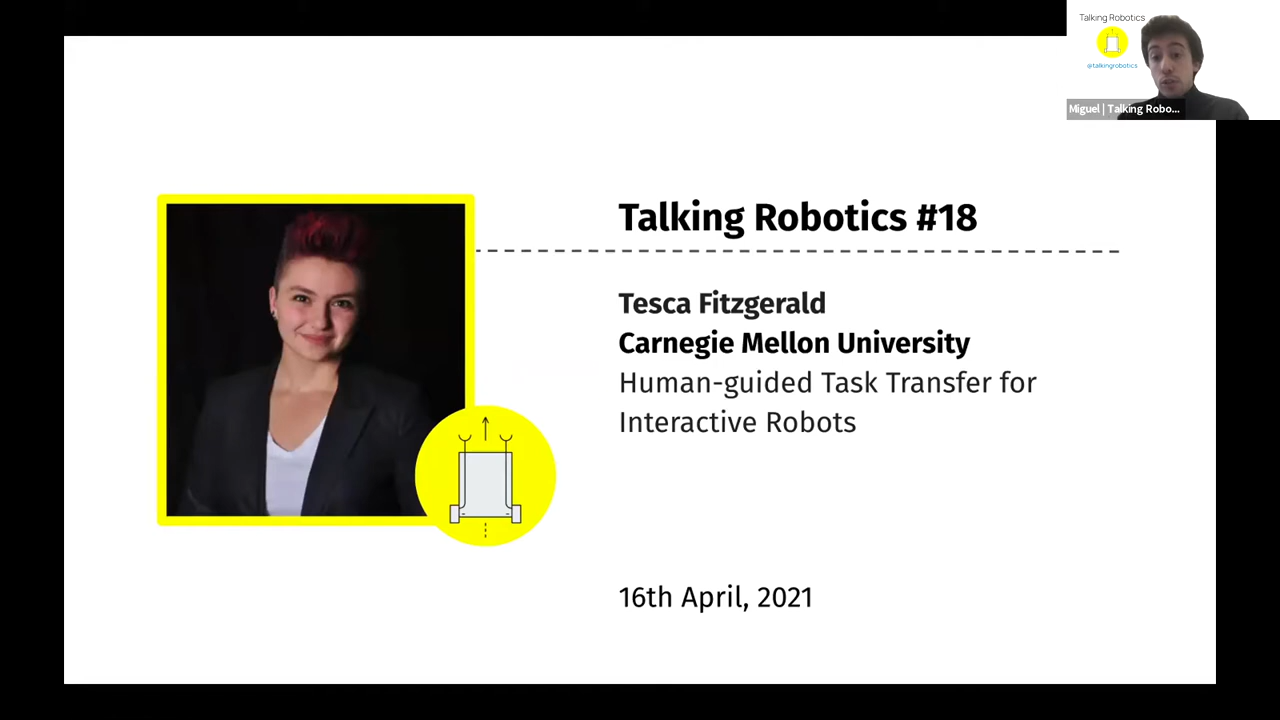 Talking Robotics
@talkingrobotics
Miguel | Talking Robo...
Talking Robotics #18
Tesca Fitzgerald
Carnegie Mellon University
Human-guided Task Transfer for
Interactive Robots
16th April, 2021